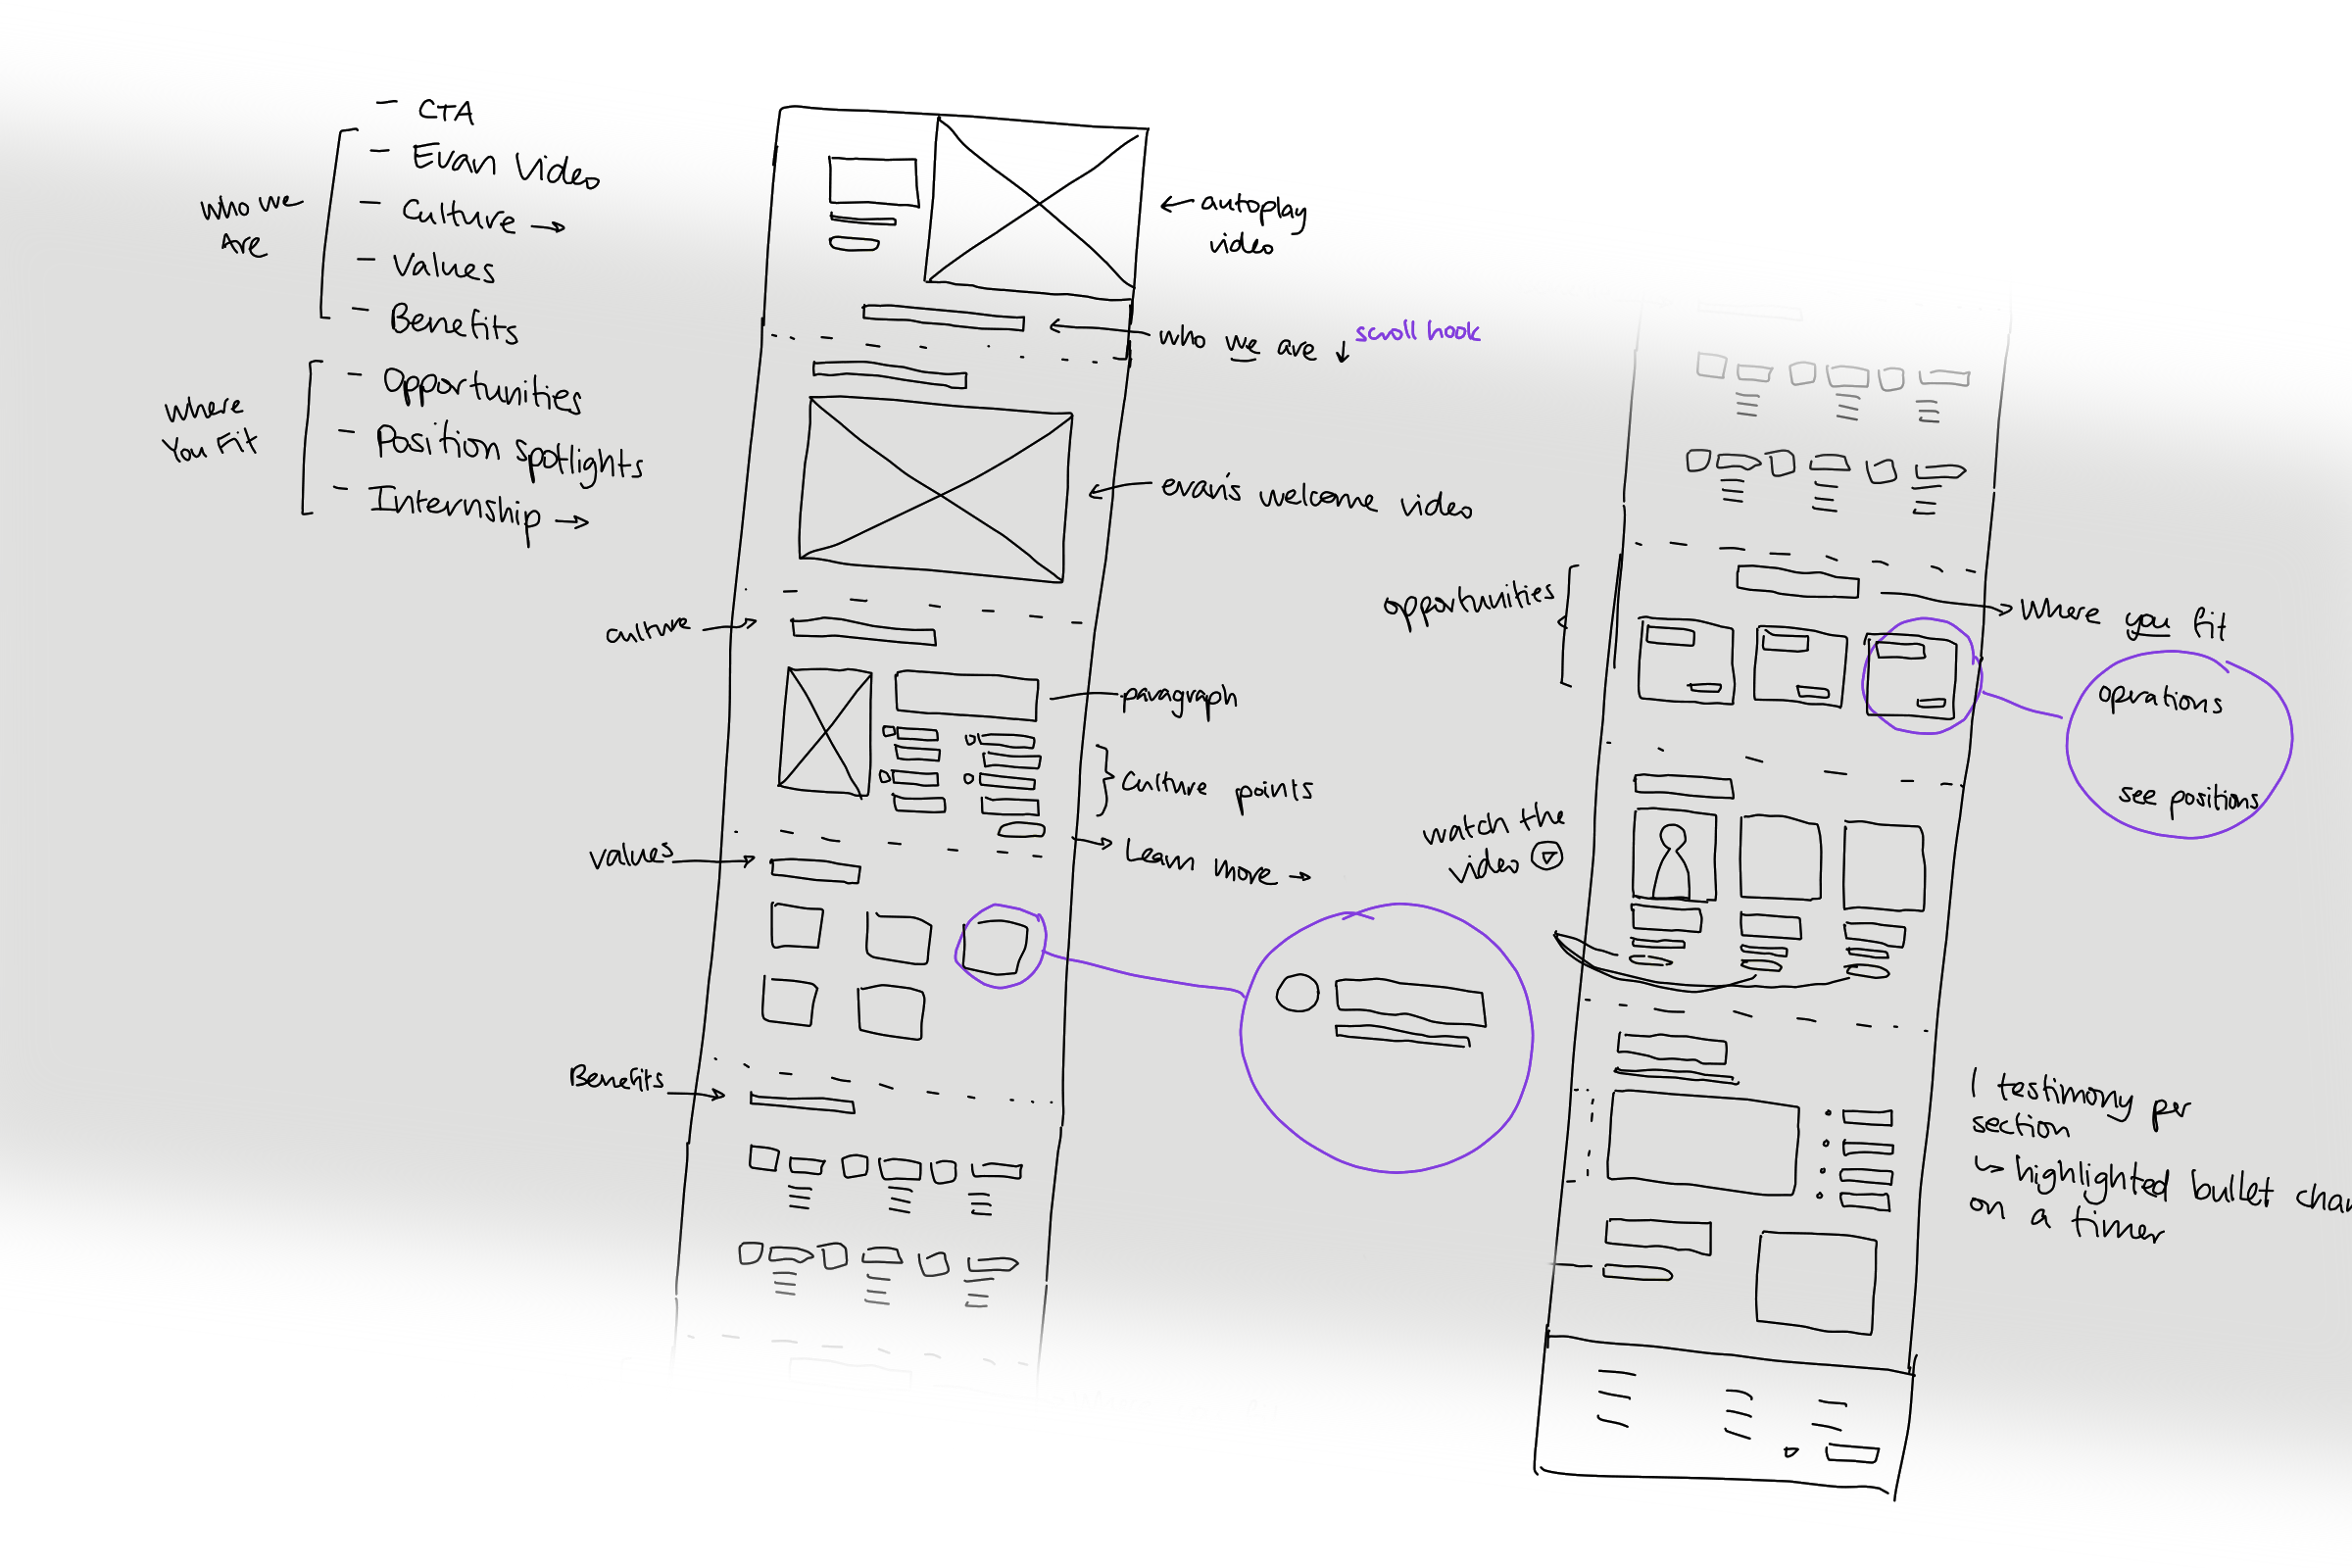 - CTA
- Evan Video
- Culture →
- Values
- Benefits
who we
Are
- Opportunities
- Position spotlights
- Internship →
where
You Fit
← autoplay
video
who we are ↓
scroll hook
evan's welcome video
culture
paragraph
culture points
Learn more →
values
Benefits
opportunities
where you fit
operations
see positions
watch the
video
1 testimony per
section
↳ highlighted bullet
on a timer